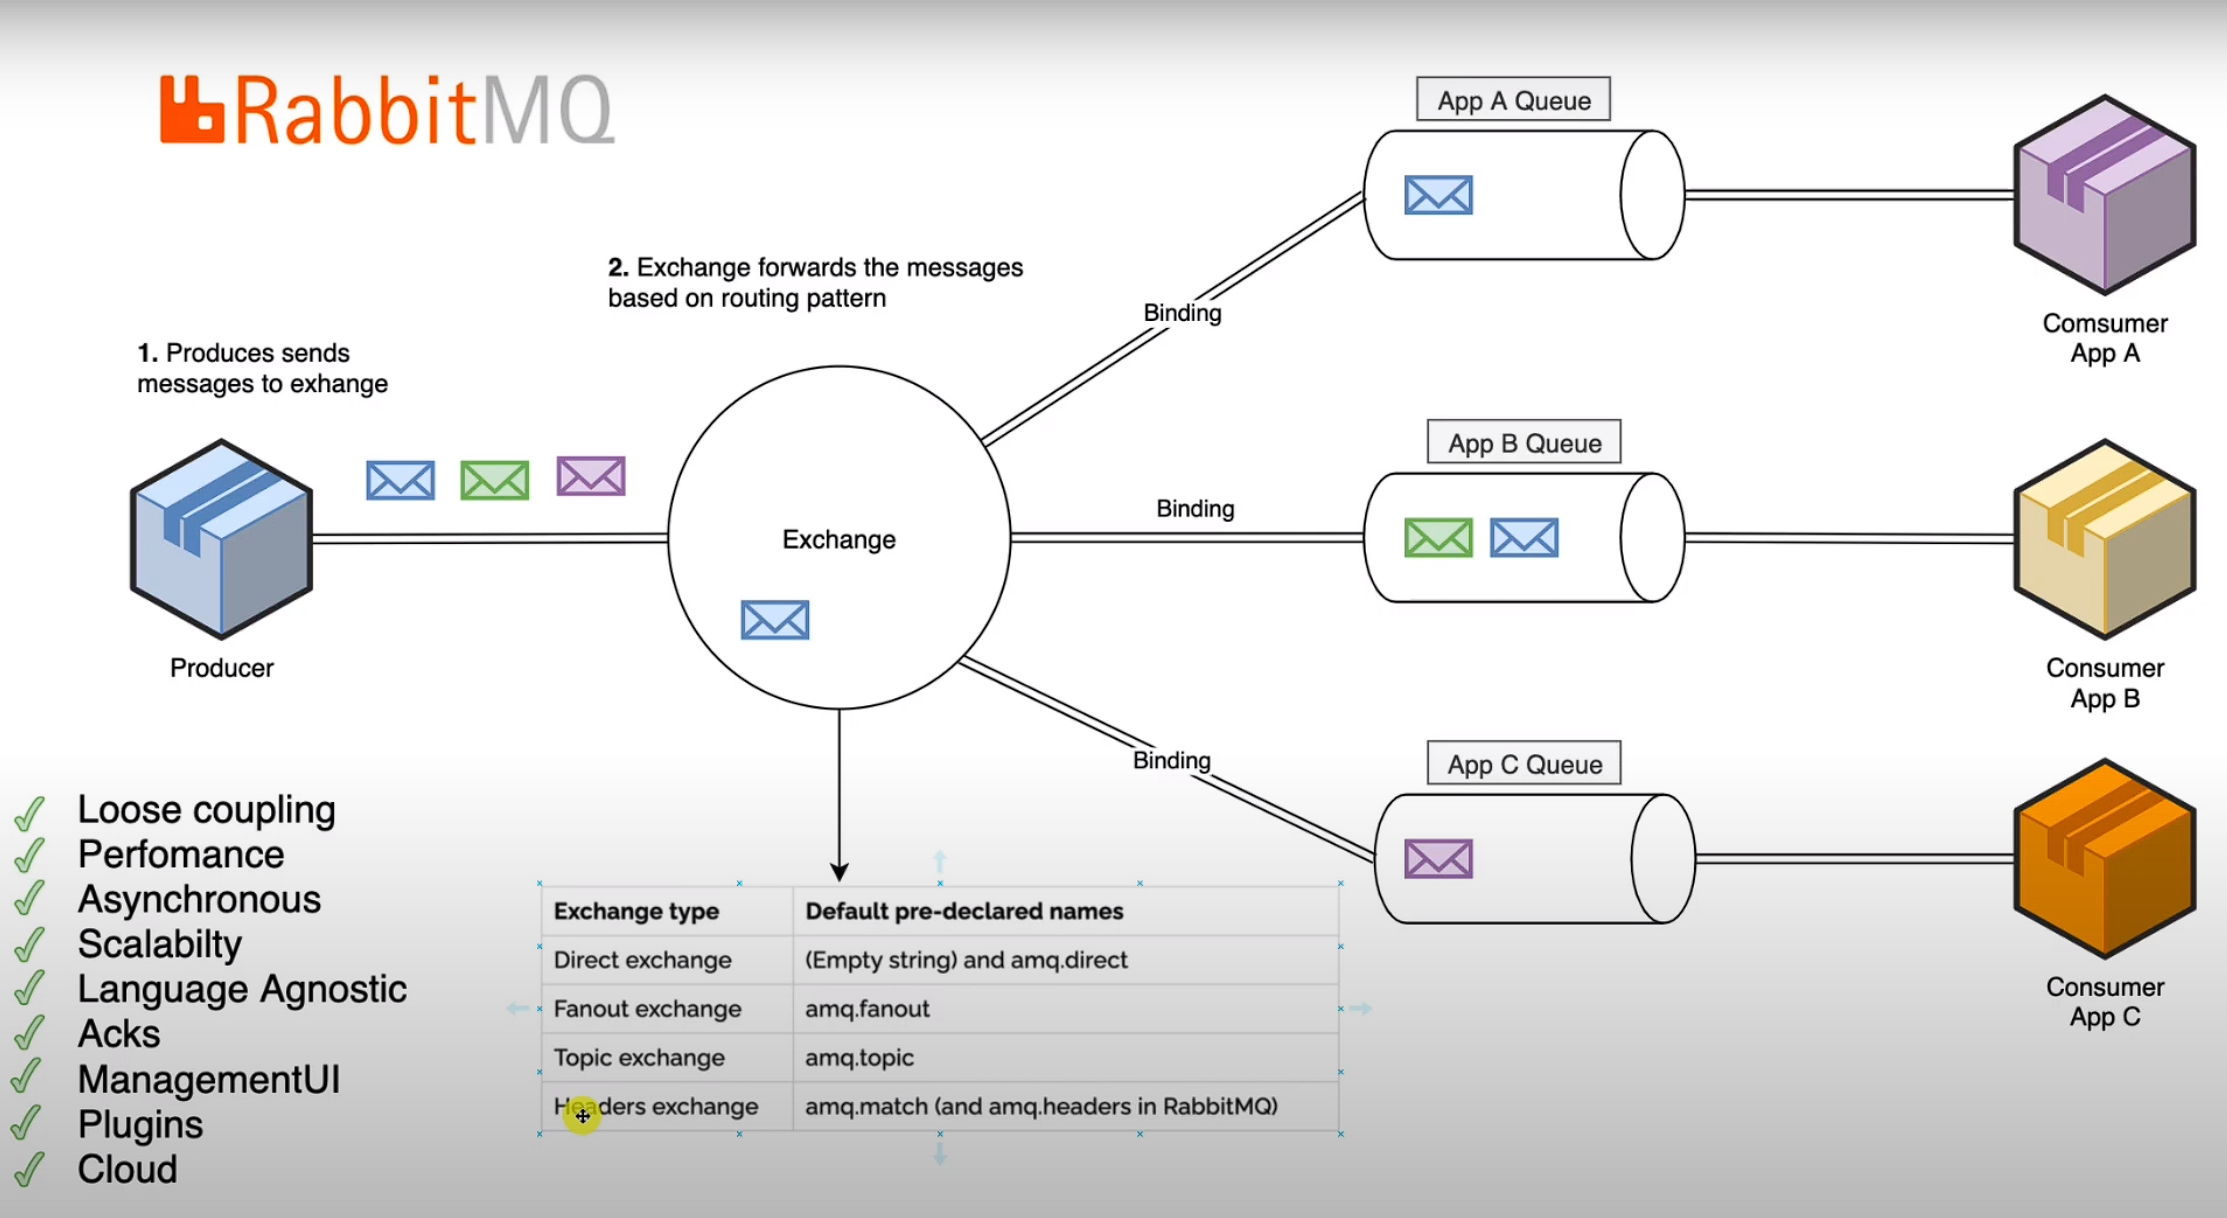 RabbitMQ
1. Produces sends
messages to exhange
2. Exchange forwards the messages
based on routing pattern
Producer
Exchange
Binding
Binding
Binding
App A Queue
App B Queue
App C Queue
Comsumer
App A
Consumer
App B
Consumer
App C
Loose coupling
Perfomance
Asynchronous
Scalabilty
Language Agnostic
Acks
ManagementUI
Plugins
Cloud
Exchange type Default pre-declared names
Direct exchange (Empty string) and amq.direct
Fanout exchange amq.fanout
Topic exchange amq.topic
Headers exchange amq.match (and amq.headers in RabbitMQ)